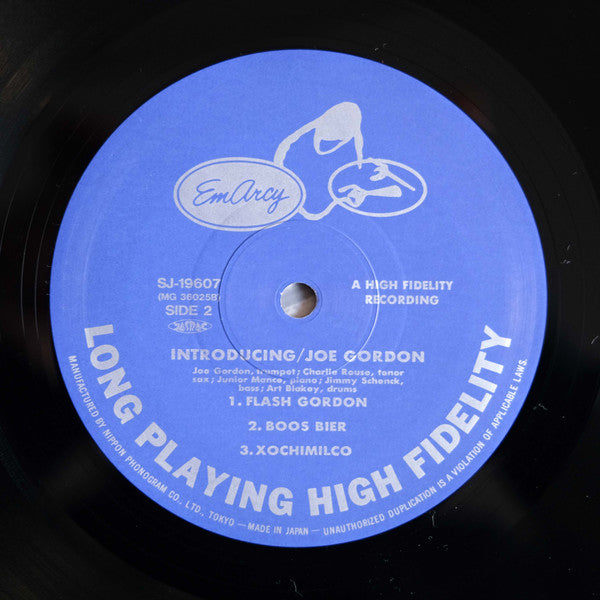 EmArcy
SJ-19607
(MG 36025B)
SIDE 2
A HIGH FIDELITY
RECORDING
INTRODUCING/JOE GORDON
Joe Gordon, trumpet; Charlie Rouse, tenor
sax; Junior Mance, piano; Jimmy Schenck,
bass; Art Blakey, drums
1. FLASH GORDON
2. BOOS BIER
3. XOCHIMILCO
LONG PLAYING HIGH FIDELITY
MANUFACTURED BY NIPPON PHONOGRAM CO., LTD., TOKYO — MADE IN JAPAN — UNAUTHORIZED DUPLICATION IS A VIOLATION OF APPLICABLE LAWS.